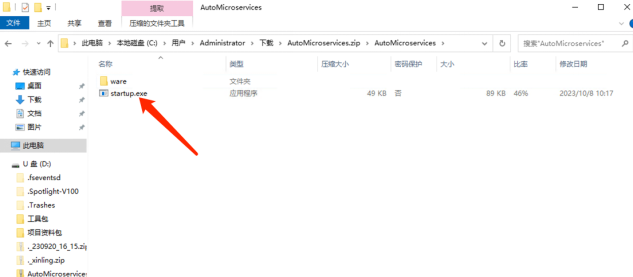 提取 AutoMicroservices
文件 主页 共享 查看 压缩的文件夹工具
此电脑 › 本地磁盘 (C:) › 用户 › Administrator › 下载 › AutoMicroservices.zip › AutoMicroservices › 搜索"AutoMicroservices"
名称 类型 压缩大小 密码保护 大小 比率 修改日期
快速访问
桌面
下载
文档
图片
此电脑
U 盘 (D:)
.fseventsd
.Spotlight-V100
.Trashes
工具包
项目资料包
._230920_16_15.zip
._xinling.zip
AutoMicroservices
ware 文件夹
startup.exe 应用程序 49 KB 否 89 KB 46% 2023/10/8 10:17